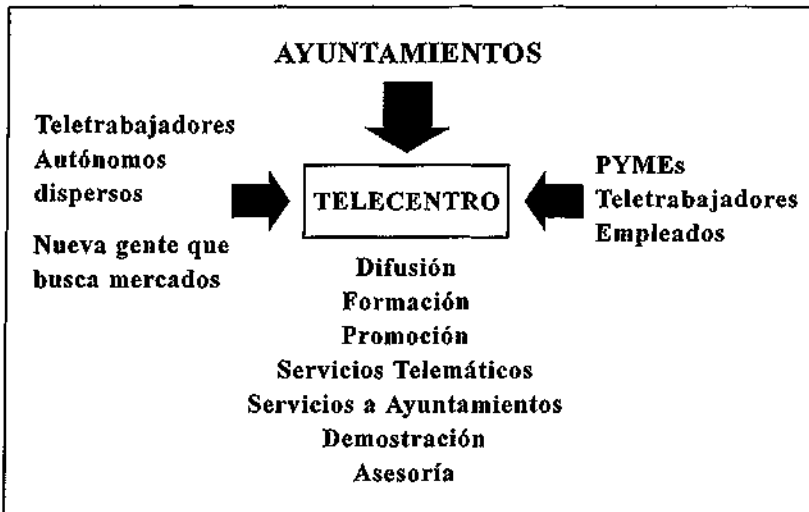 AYUNTAMIENTOS
Teletrabajadores
Autónomos
dispersos
Nueva gente que
busca mercados
TELECENTRO
PYMEs
Teletrabajadores
Empleados
Difusión
Formación
Promoción
Servicios Telemáticos
Servicios a Ayuntamientos
Demostración
Asesoría